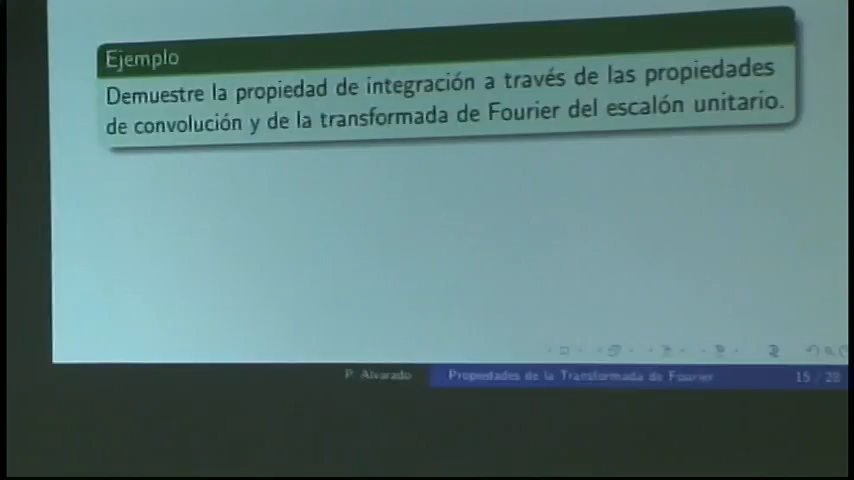 Ejemplo
Demuestre la propiedad de integración a través de las propiedades
de convolución y de la transformada de Fourier del escalón unitario.
P. Alvarado
Propiedades de la Transformada de Fourier
15 / 28